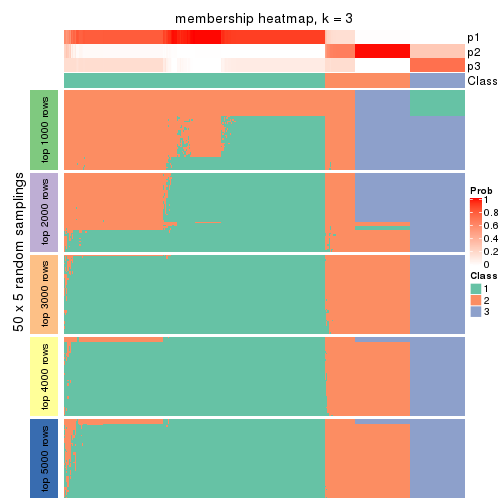 membership heatmap, k = 3
p1
p2
p3
Class
50 x 5 random samplings
top 1000 rows
top 2000 rows
top 3000 rows
top 4000 rows
top 5000 rows
Prob
1
0.8
0.6
0.4
0.2
0
Class
1
2
3